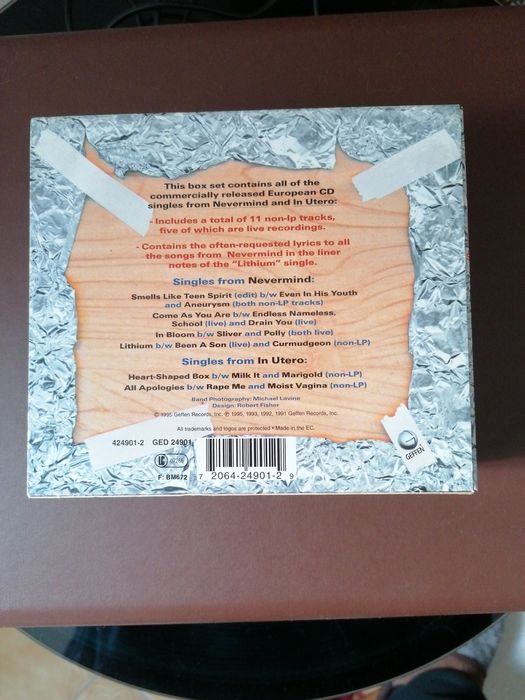 This box set contains all of the
commercially released European CD
singles from Nevermind and In Utero:
- Includes a total of 11 non-lp tracks,
five of which are live recordings.
- Contains the often-requested lyrics to all
the songs from Nevermind in the liner
notes of the "Lithium" single.
Singles from Nevermind:
Smells Like Teen Spirit (edit) b/w Even In His Youth
and Aneurysm (both non-LP tracks)
Come As You Are b/w Endless Nameless,
School (live) and Drain You (live)
In Bloom b/w Sliver and Polly (both live)
Lithium b/w Been A Son (live) and Curmudgeon (non-LP)
Singles from In Utero:
Heart-Shaped Box b/w Milk It and Marigold (non-LP)
All Apologies b/w Rape Me and Moist Vagina (non-LP)
Band Photography: Michael Lavine
Design: Robert Fisher
© 1995 Geffen Records, Inc. ℗ 1995, 1993, 1992, 1991 Geffen Records, Inc.
All trademarks and logos are protected • Made in the EC.
424901-2 GED 24901
LC 07266
F: BM672
7 2064-24901-2 9
GEFFEN